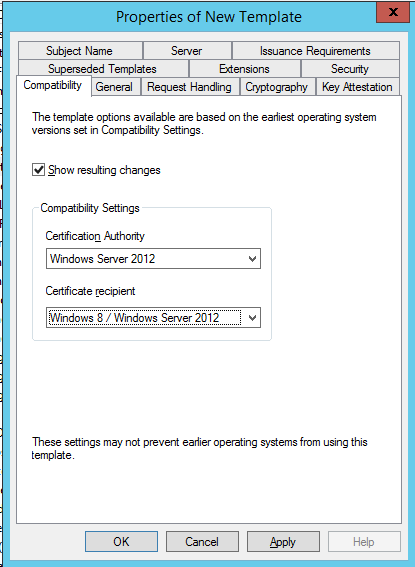 Properties of New Template
x
Subject Name
Server
Issuance Requirements
Superseded Templates
Extensions
Security
Compatibility
General
Request Handling
Cryptography
Key Attestation
The template options available are based on the earliest operating system
versions set in Compatibility Settings.
Show resulting changes
Compatibility Settings
Certification Authority
Windows Server 2012
Certificate recipient
Windows 8 / Windows Server 2012
These settings may not prevent earlier operating systems from using this
template.
OK
Cancel
Apply
Help